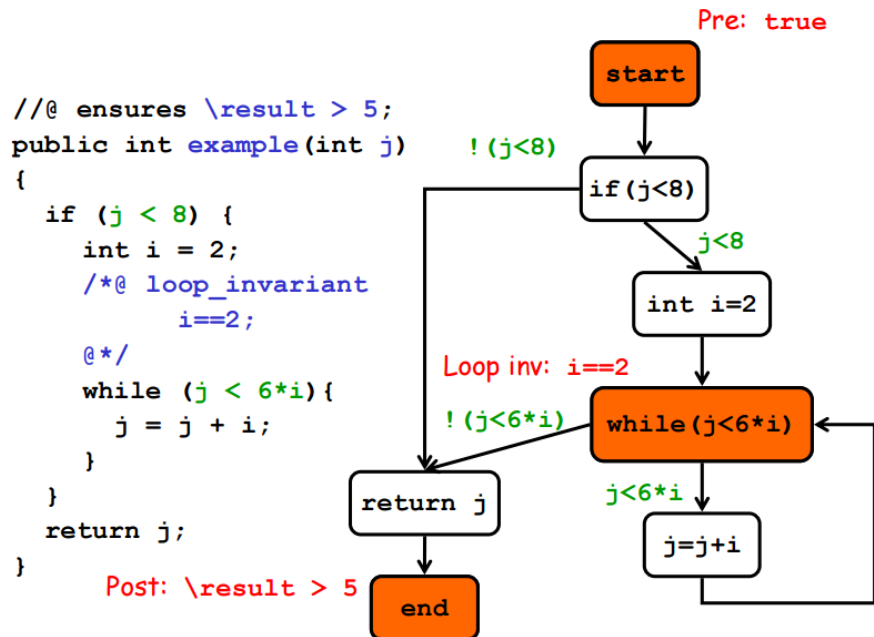 //@ ensures \result > 5;
public int example(int j)
{
if (j < 8) {
int i = 2;
/*@ loop_invariant
i==2;
@*/
while (j < 6*i){
j = j + i;
}
}
return j;
}
Pre: true
start
!(j<8)
if(j<8)
j<8
int i=2
Loop inv: i==2
!(j<6*i)
while(j<6*i)
j<6*i
return j
j=j+i
Post: \result > 5
end